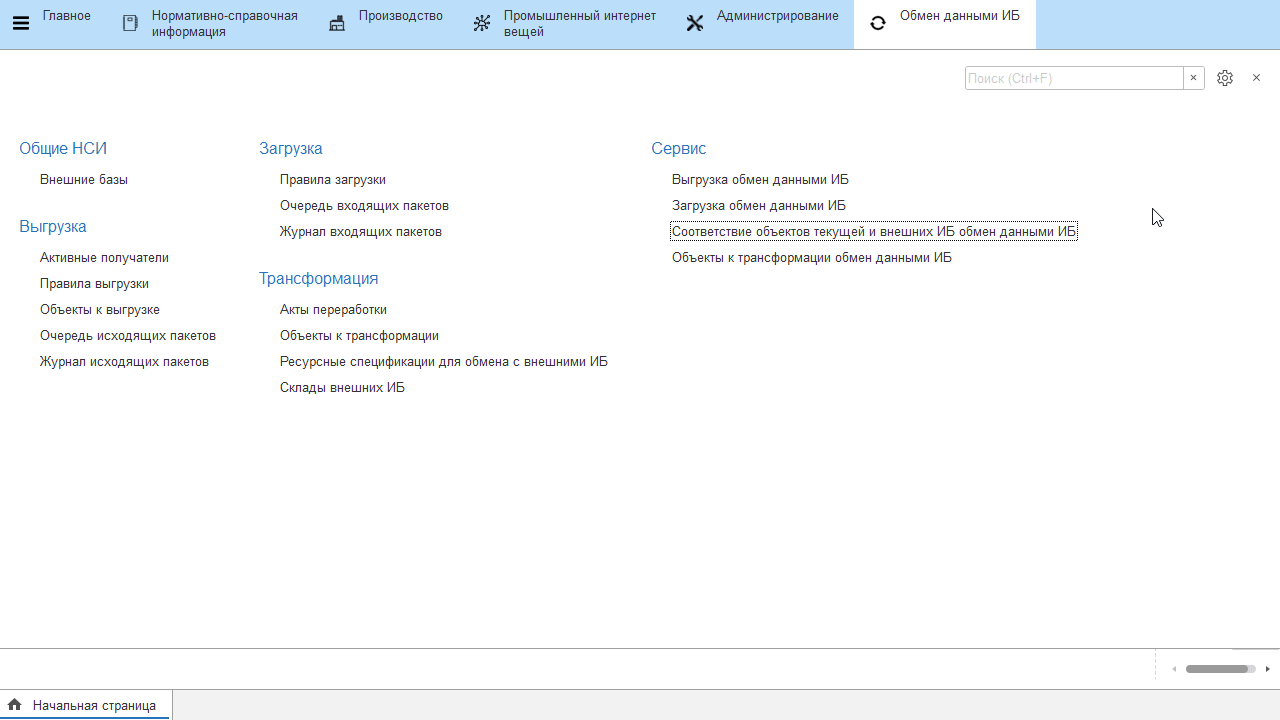 Главное
Нормативно-справочная
информация
Производство
Промышленный интернет
вещей
Администрирование
Обмен данными ИБ
Поиск (Ctrl+F)
Общие НСИ
Внешние базы
Выгрузка
Активные получатели
Правила выгрузки
Объекты к выгрузке
Очередь исходящих пакетов
Журнал исходящих пакетов
Загрузка
Правила загрузки
Очередь входящих пакетов
Журнал входящих пакетов
Трансформация
Акты переработки
Объекты к трансформации
Ресурсные спецификации для обмена с внешними ИБ
Склады внешних ИБ
Сервис
Выгрузка обмен данными ИБ
Загрузка обмен данными ИБ
Соответствие объектов текущей и внешних ИБ обмен данными ИБ
Объекты к трансформации обмен данными ИБ
Начальная страница